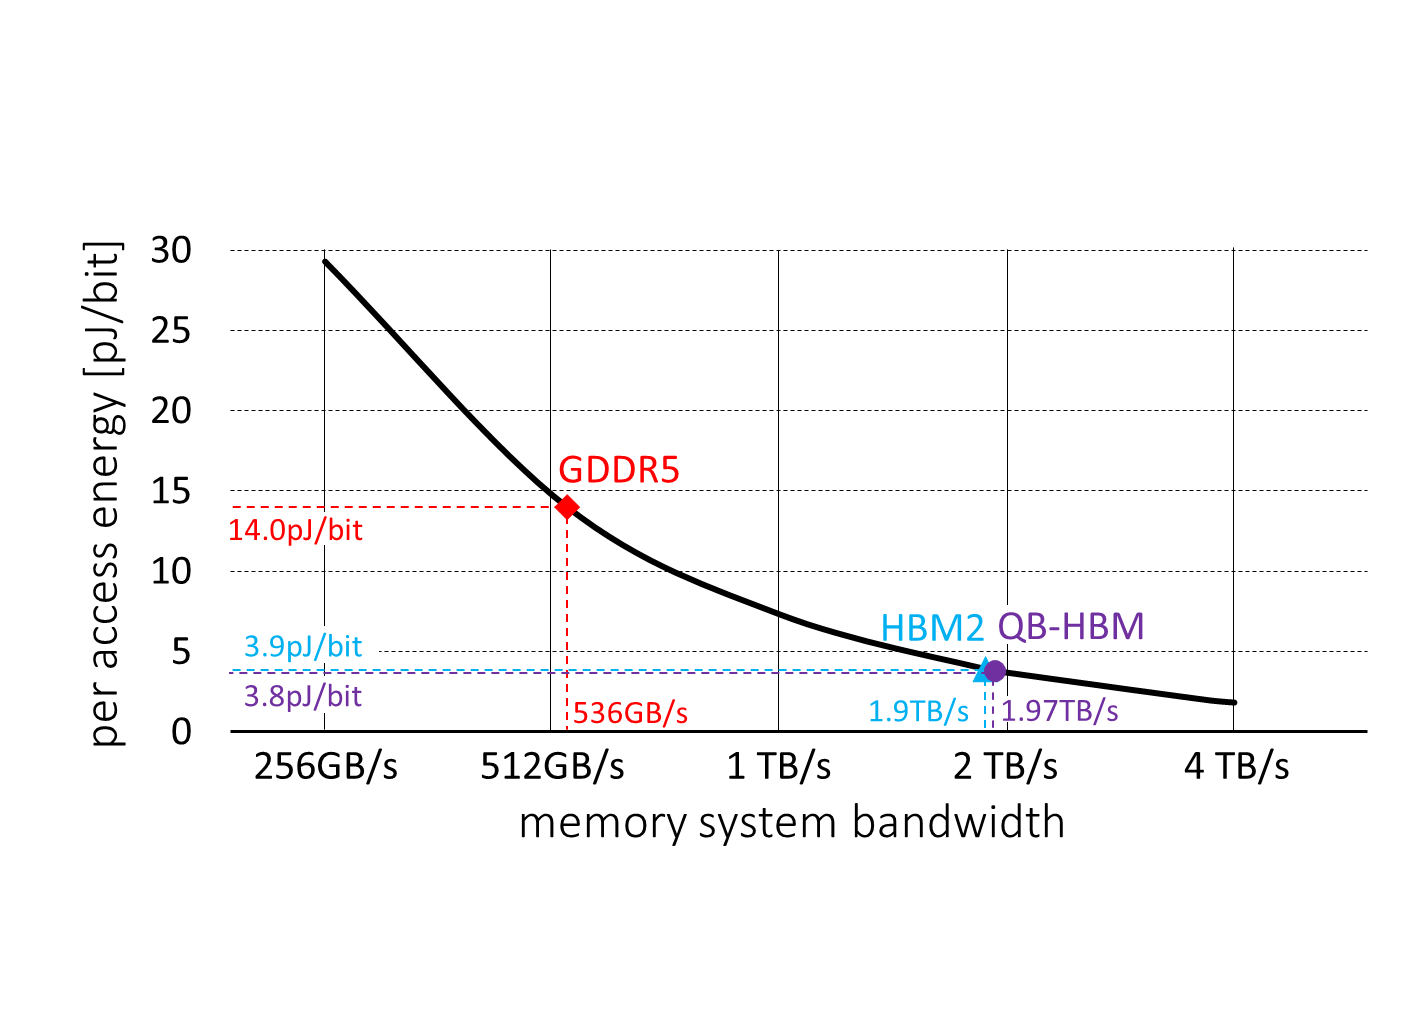 per access energy [pJ/bit]
30
25
20
15
10
5
0
GDDR5
14.0pJ/bit
HBM2
QB-HBM
3.9pJ/bit
3.8pJ/bit
536GB/s
1.9TB/s
1.97TB/s
256GB/s
512GB/s
1 TB/s
2 TB/s
4 TB/s
memory system bandwidth